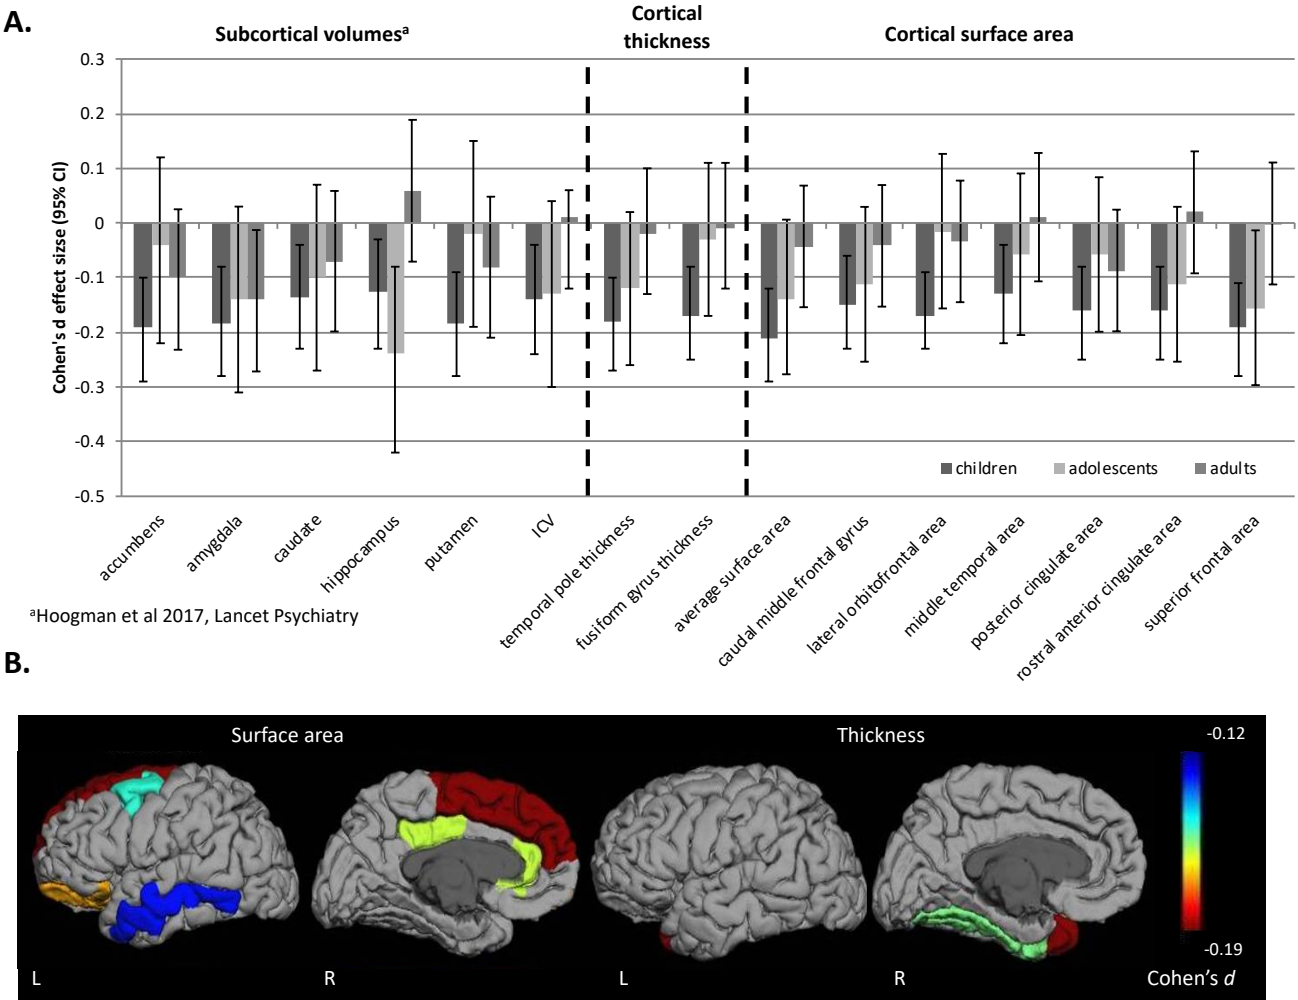 A.
Subcortical volumesᵃ
Cortical
thickness
Cortical surface area
0.3
0.2
0.1
0
-0.1
-0.2
-0.3
-0.4
-0.5
Cohen's d effect sizse (95% CI)
children adolescents adults
accumbens
amygdala
caudate
hippocampus
putamen
ICV
temporal pole thickness
fusiform gyrus thickness
average surface area
caudal middle frontal gyrus
lateral orbitofrontal area
middle temporal area
posterior cingulate area
rostral anterior cingulate area
superior frontal area
ᵃHoogman et al 2017, Lancet Psychiatry
B.
Surface area
Thickness
-0.12
-0.19
L
R
L
R
Cohen’s d